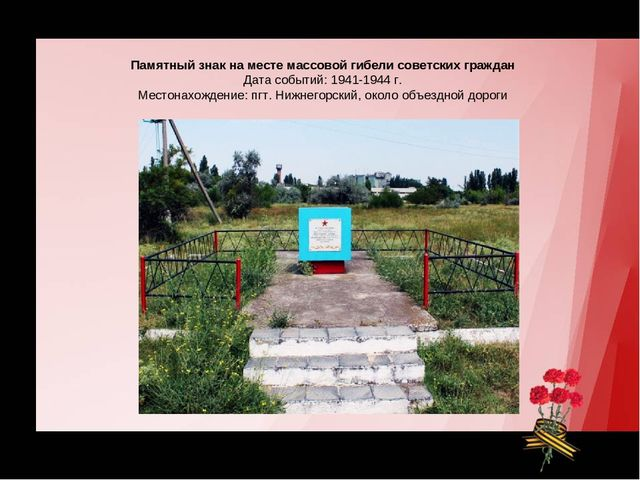 Памятный знак на месте массовой гибели советских граждан
Дата событий: 1941-1944 г.
Местонахождение: пгт. Нижнегорский, около объездной дороги